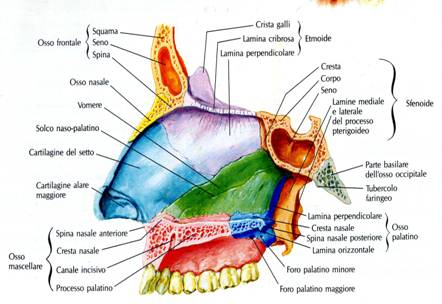 Osso frontale
Squama
Seno
Spina
Osso nasale
Vomere
Solco naso-palatino
Cartilagine del setto
Cartilagine alare
maggiore
Crista galli
Lamina cribrosa
Lamina perpendicolare
Etmoide
Cresta
Corpo
Seno
Lamine mediale
e laterale
del processo
pterigoideo
Sfenoide
Parte basilare
dell'osso occipitale
Tubercolo
faringeo
Osso
mascellare
Spina nasale anteriore
Cresta nasale
Canale incisivo
Processo palatino
Lamina perpendicolare
Cresta nasale
Spina nasale posteriore
Lamina orizzontale
Osso
palatino
Foro palatino minore
Foro palatino maggiore